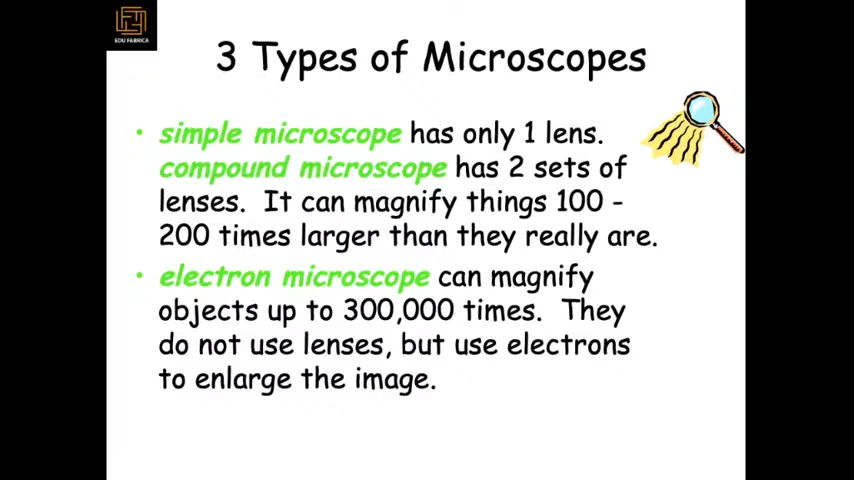 EDU FABRICA
3 Types of Microscopes
• simple microscope has only 1 lens.
compound microscope has 2 sets of
lenses. It can magnify things 100 -
200 times larger than they really are.
• electron microscope can magnify
objects up to 300,000 times. They
do not use lenses, but use electrons
to enlarge the image.